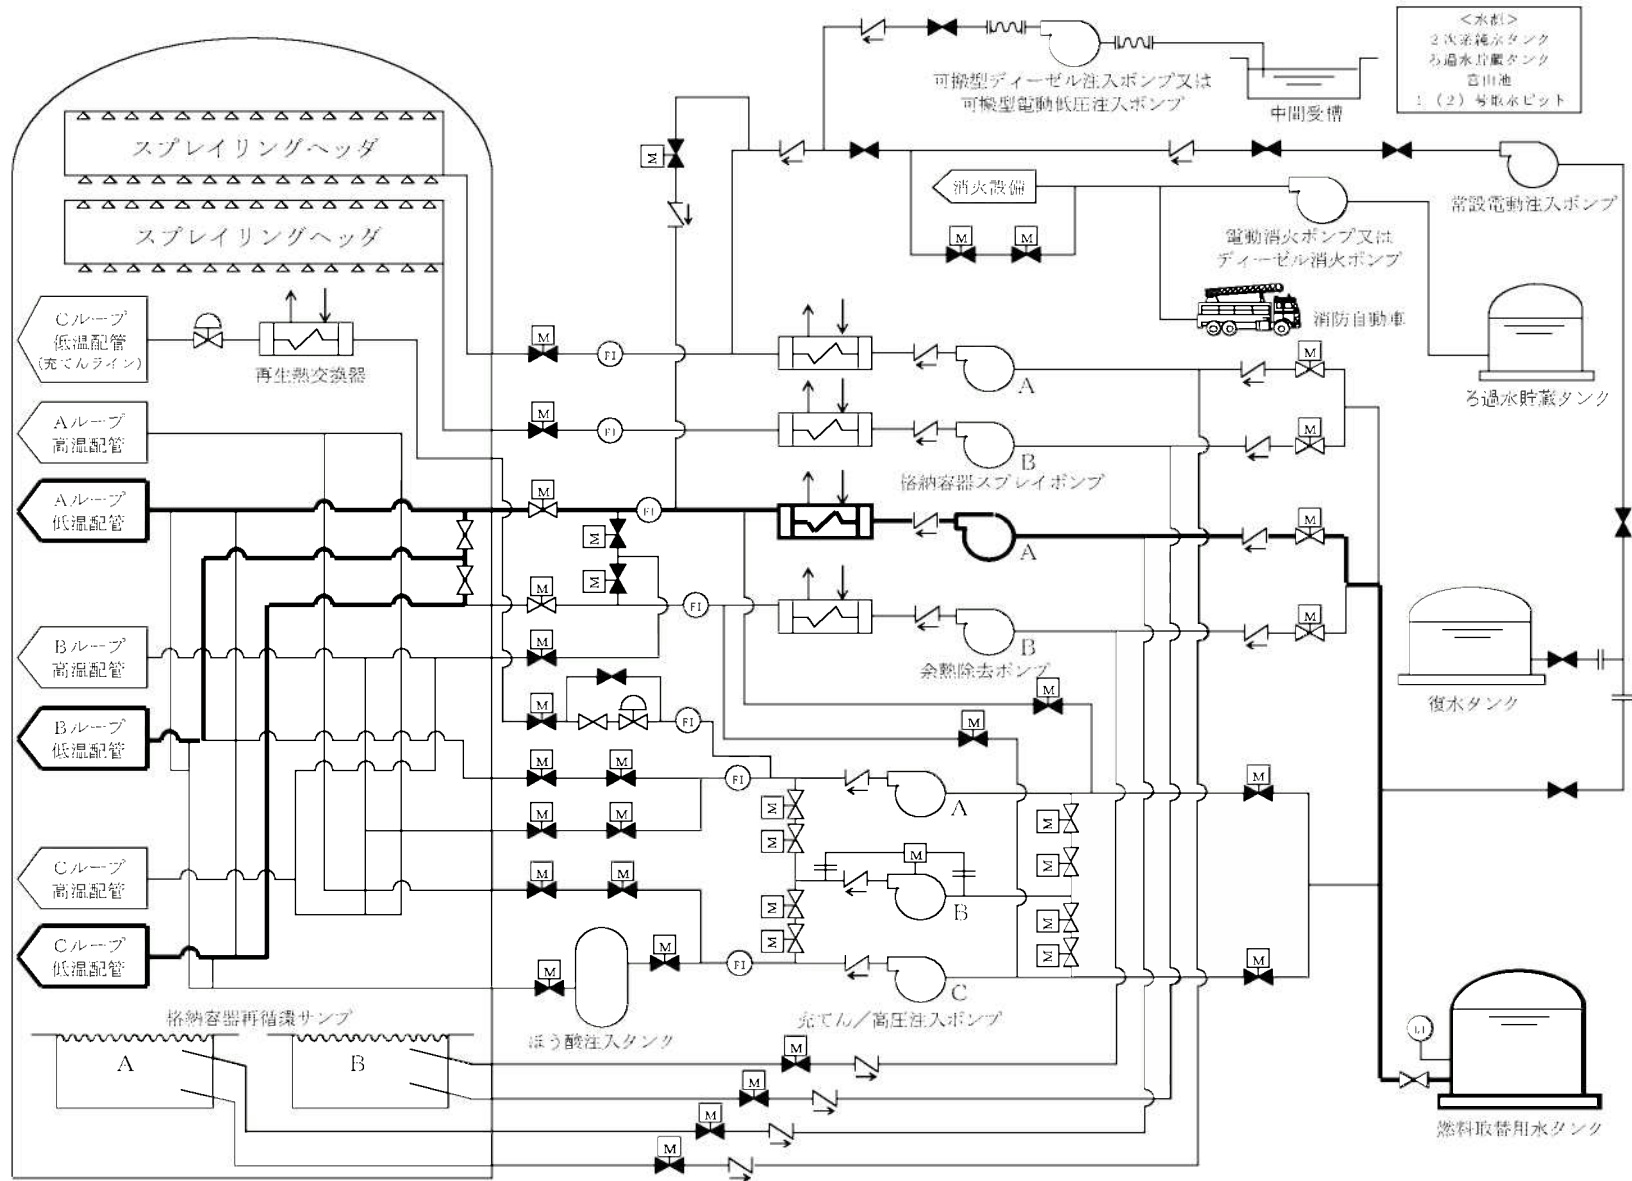 <水源>
2次系純水タンク
ろ過水貯蔵タンク
宮山池
1(2)号取水ピット
可搬型ディーゼル注入ポンプ又は
可搬型電動低圧注入ポンプ
中間受槽
スプレイリングヘッダ
M
消火設備
常設電動注入ポンプ
スプレイリングヘッダ
M
M
電動消火ポンプ又は
ディーゼル消火ポンプ
消防自動車
Cループ
低温配管
(充てんライン)
再生熱交換器
M
FI
A
M
ろ過水貯蔵タンク
Aループ
高温配管
M
FI
B
M
格納容器スプレイポンプ
Aループ
低温配管
M
FI
M
M
A
M
M
FI
B
M
余熱除去ポンプ
Bループ
高温配管
M
復水タンク
Bループ
低温配管
M
FI
M
M
M
M
FI
M
M
A
M
M
M
M
M
M
Cループ
高温配管
M
M
M
M
B
M
M
M
Cループ
低温配管
M
M
FI
C
M
ほう酸注入タンク
充てん/高圧注入ポンプ
格納容器再循環サンプ
A
B
M
M
M
M
LI
燃料取替用水タンク